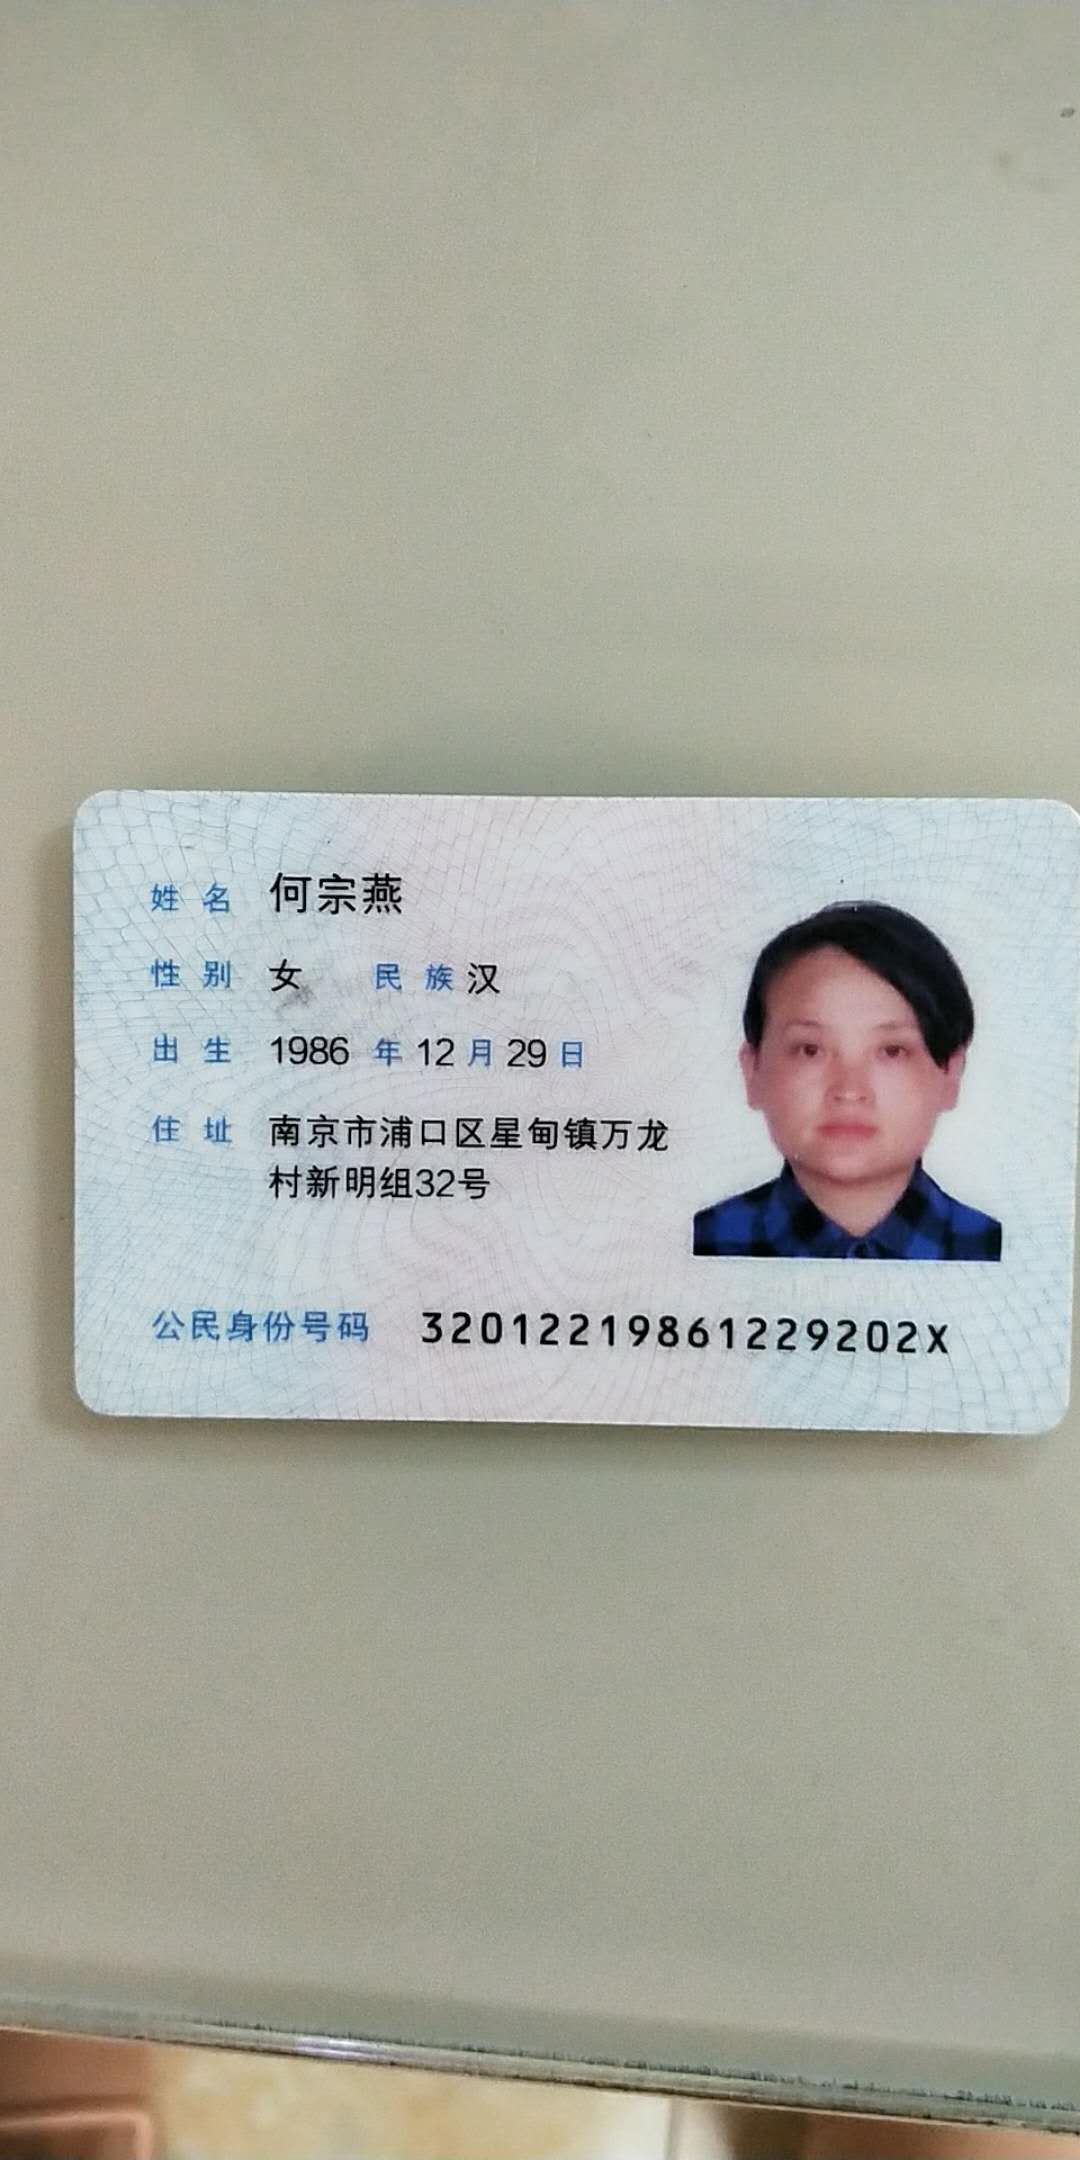 姓名 何宗燕
性别 女 民族 汉
出生 1986 年 12 月 29 日
住址 南京市浦口区星甸镇万龙
村新明组32号
公民身份号码 32012219861229202X